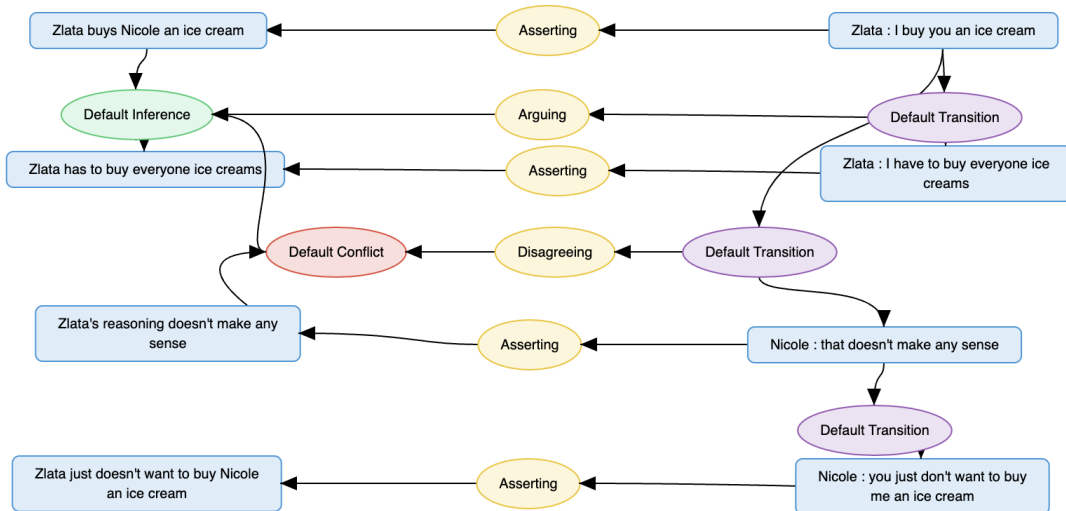 Zlata buys Nicole an ice cream
Asserting
Zlata : I buy you an ice cream
Default Inference
Arguing
Default Transition
Zlata has to buy everyone ice creams
Asserting
Zlata : I have to buy everyone ice
creams
Default Conflict
Disagreeing
Default Transition
Zlata's reasoning doesn't make any
sense
Asserting
Nicole : that doesn't make any sense
Default Transition
Zlata just doesn't want to buy Nicole
an ice cream
Asserting
Nicole : you just don't want to buy
me an ice cream